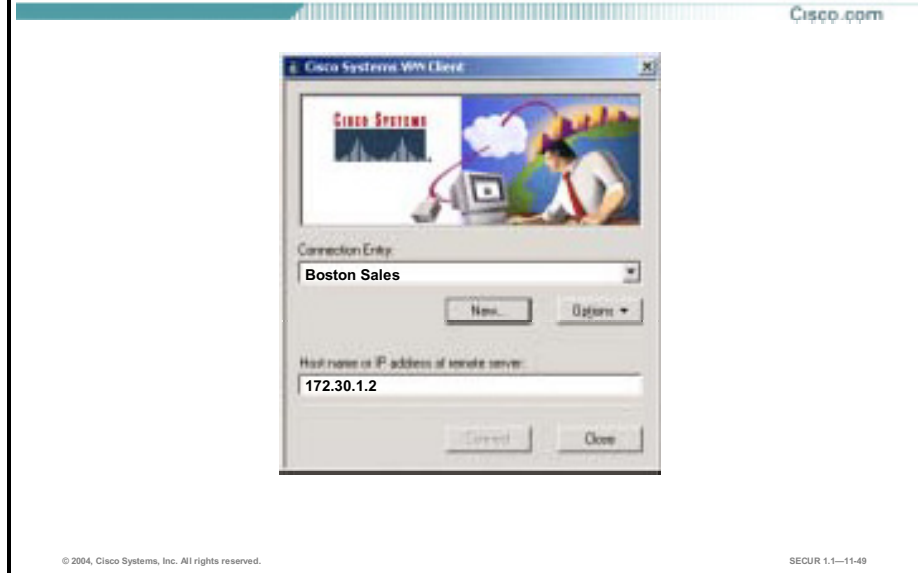 Cisco.com
Cisco Systems VPN Client
CISCO SYSTEMS
Connection Entry:
Boston Sales
New...
Options
Host name or IP address of remote server:
172.30.1.2
Connect
Close
© 2004, Cisco Systems, Inc. All rights reserved.
SECUR 1.1—11-49